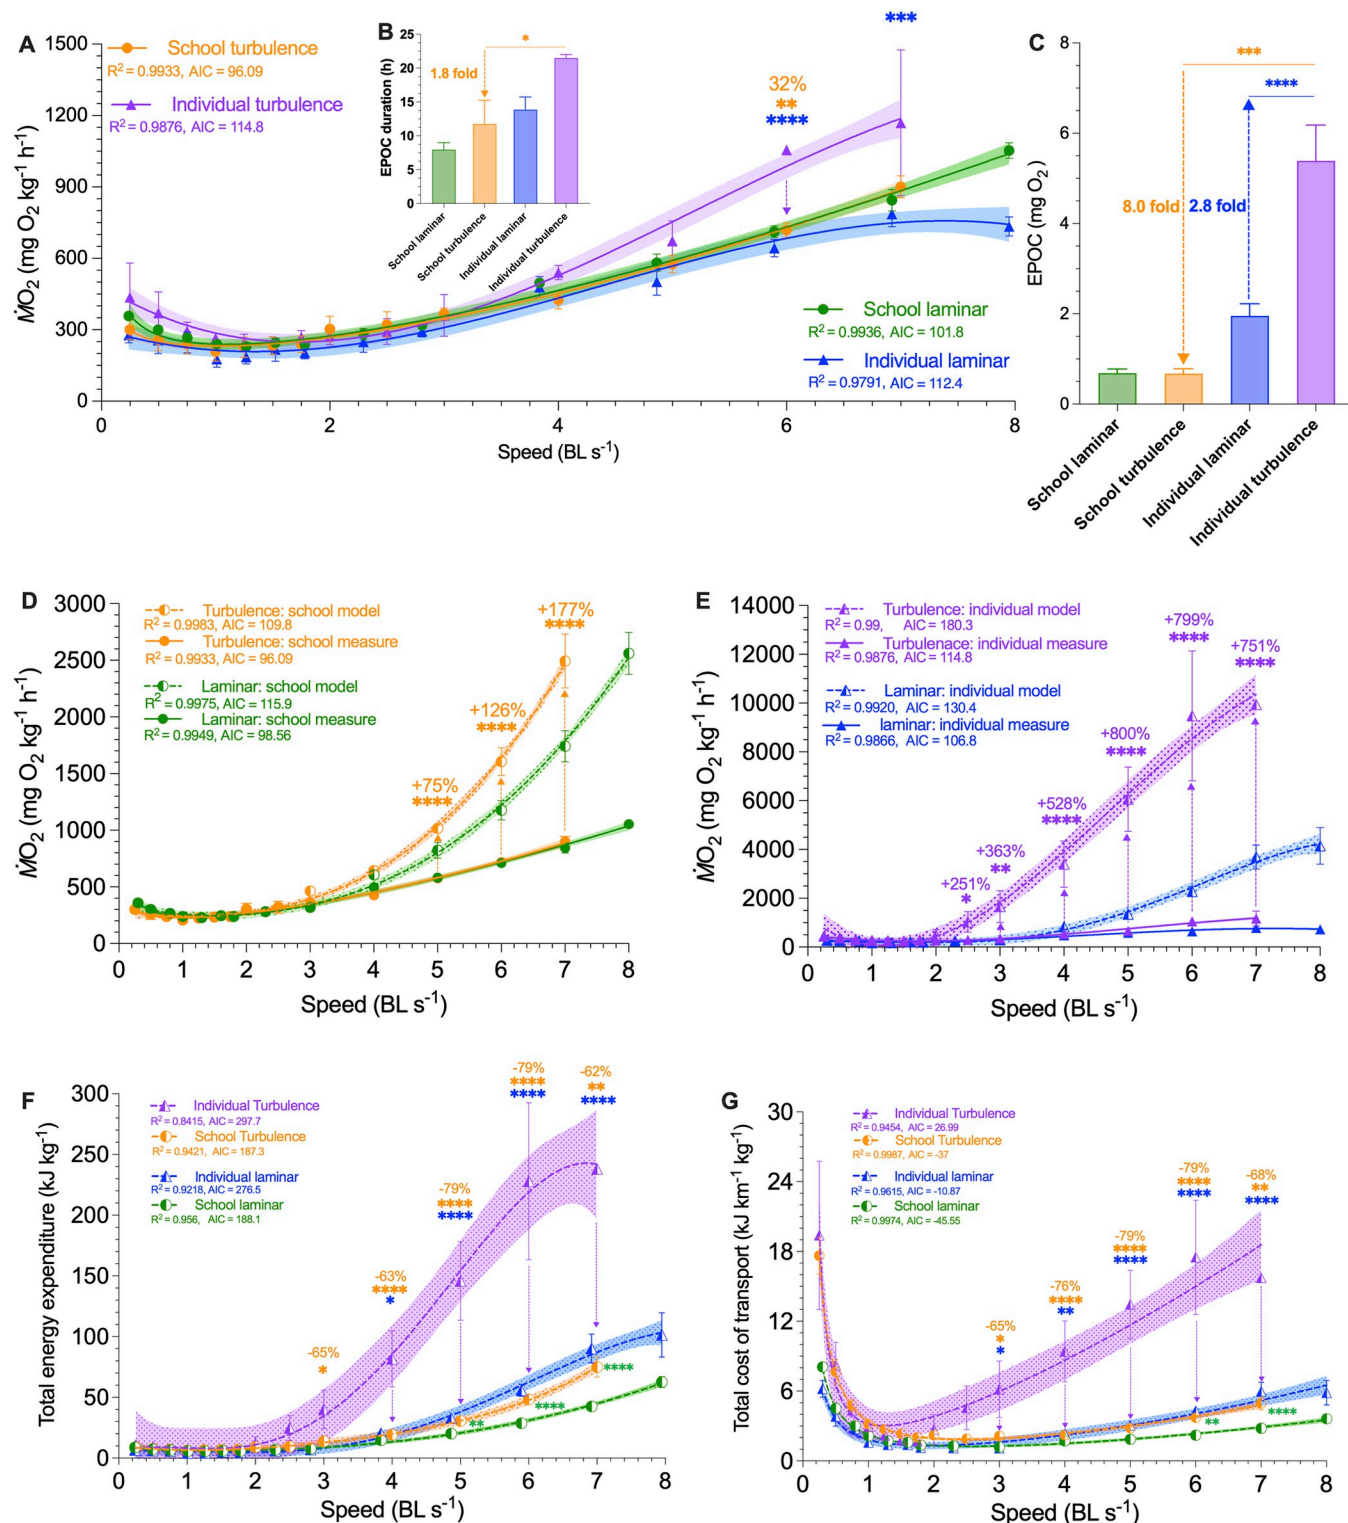 A
School turbulence
R² = 0.9933, AIC = 96.09
Individual turbulence
R² = 0.9876, AIC = 114.8
1500
1200
900
600
300
0
ṀO₂ (mg O₂ kg⁻¹ h⁻¹)
0 2 4 6 8
Speed (BL s⁻¹)
32%
**
****
***
School laminar
R² = 0.9936, AIC = 101.8
Individual laminar
R² = 0.9791, AIC = 112.4
B
25
20
15
10
5
0
EPOC duration (h)
1.8 fold
*
School laminar
School turbulence
Individual laminar
Individual turbulence
C
8
6
4
2
0
EPOC (mg O₂)
***
****
8.0 fold
2.8 fold
School laminar
School turbulence
Individual laminar
Individual turbulence
D
Turbulence: school model
R² = 0.9983, AIC = 109.8
Turbulence: school measure
R² = 0.9933, AIC = 96.09
Laminar: school model
R² = 0.9975, AIC = 115.9
Laminar: school measure
R² = 0.9949, AIC = 98.56
3000
2500
2000
1500
1000
500
0
ṀO₂ (mg O₂ kg⁻¹ h⁻¹)
+75%
****
+126%
****
+177%
****
0 1 2 3 4 5 6 7 8
Speed (BL s⁻¹)
E
Turbulence: individual model
R² = 0.99, AIC = 180.3
Turbulenace: individual measure
R² = 0.9876, AIC = 114.8
Laminar: individual model
R² = 0.9920, AIC = 130.4
laminar: individual measure
R² = 0.9866, AIC = 106.8
14000
12000
10000
8000
6000
4000
2000
0
ṀO₂ (mg O₂ kg⁻¹ h⁻¹)
+251%
*
+363%
**
+528%
****
+800%
****
+799%
****
+751%
****
0 1 2 3 4 5 6 7 8
Speed (BL s⁻¹)
F
Individual Turbulence
R² = 0.8415, AIC = 297.7
School Turbulence
R² = 0.9421, AIC = 187.3
Individual laminar
R² = 0.9218, AIC = 276.5
School laminar
R² = 0.956, AIC = 188.1
300
250
200
150
100
50
0
Total energy expenditure (kJ kg⁻¹)
-65%
*
-63%
****
*
-79%
****
****
-79%
****
****
-62%
**
****
**
****
****
0 1 2 3 4 5 6 7 8
Speed (BL s⁻¹)
G
Individual Turbulence
R² = 0.9454, AIC = 26.99
School Turbulence
R² = 0.9987, AIC = -37
Individual laminar
R² = 0.9615, AIC = -10.87
School laminar
R² = 0.9974, AIC = -45.55
30
24
18
12
6
0
Total cost of transport (kJ km⁻¹ kg⁻¹)
-65%
*
*
-76%
****
**
-79%
****
****
-79%
****
****
-68%
**
****
**
****
0 1 2 3 4 5 6 7 8
Speed (BL s⁻¹)